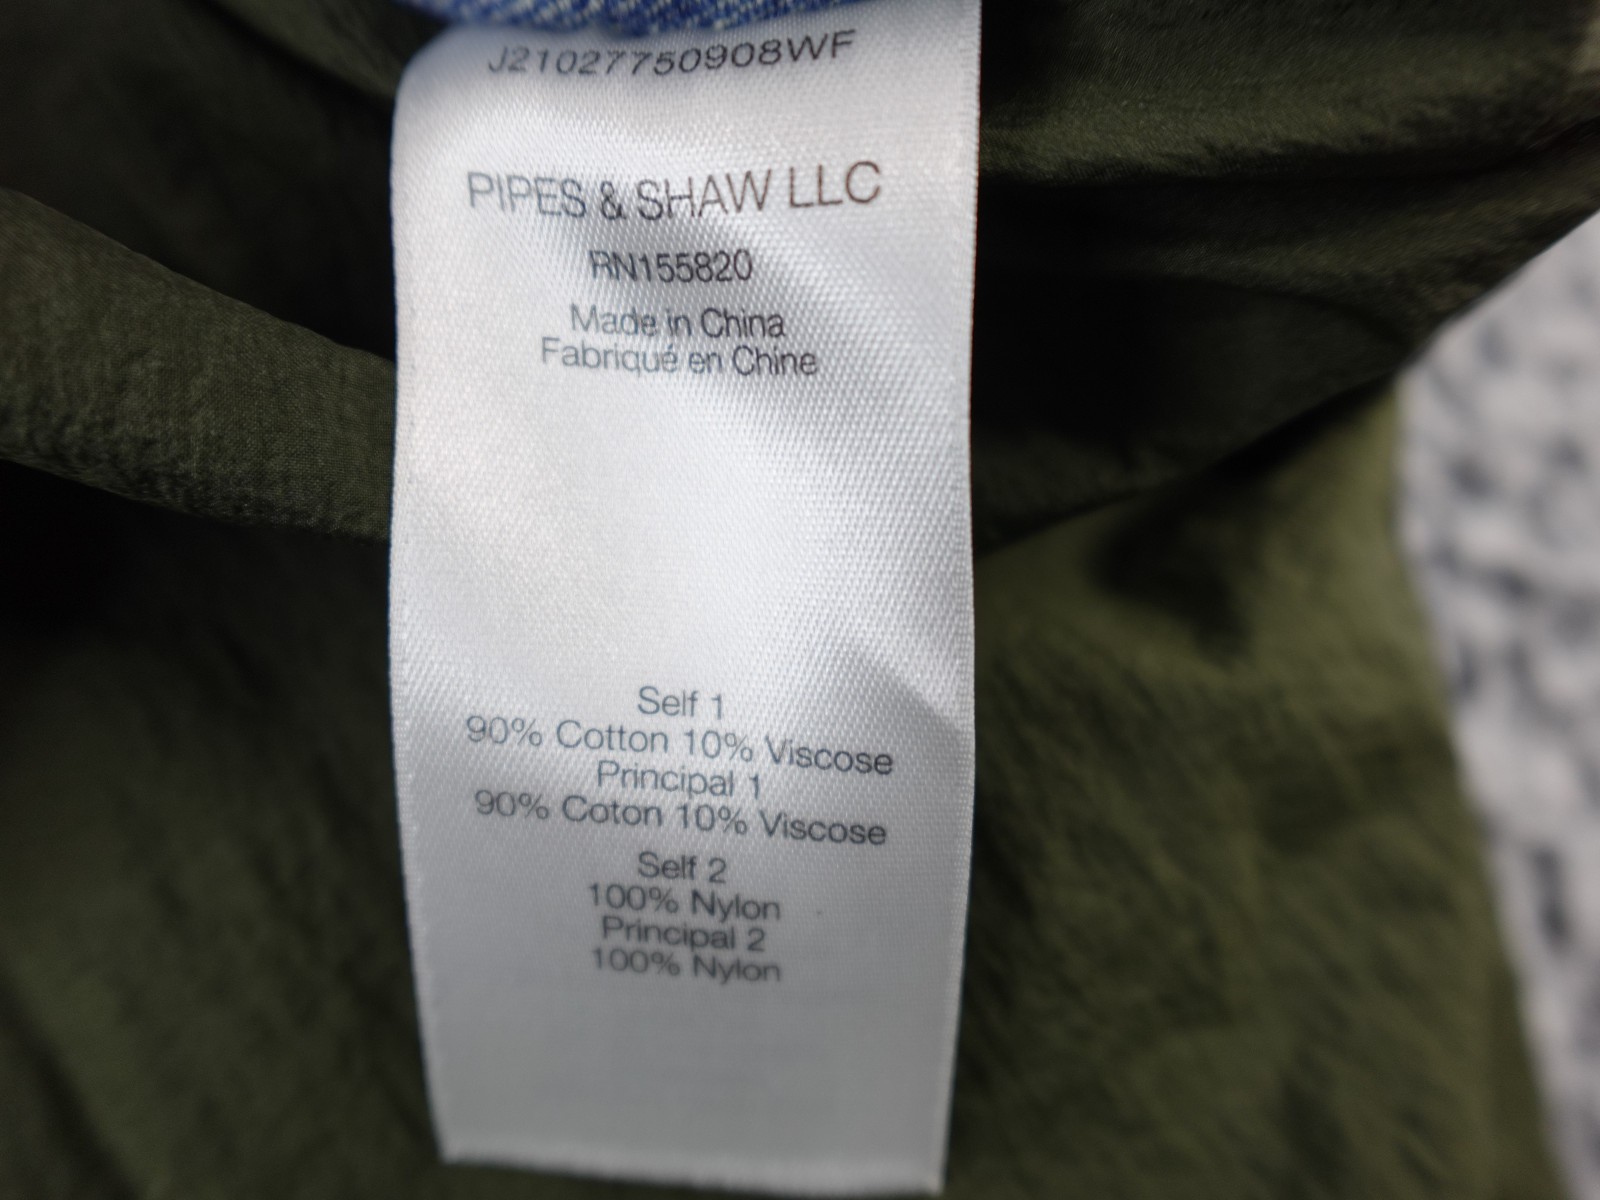 J21027750908WF
PIPES & SHAW LLC
RN155820
Made in China
Fabriqué en Chine
Self 1
90% Cotton 10% Viscose
Principal 1
90% Coton 10% Viscose
Self 2
100% Nylon
Principal 2
100% Nylon